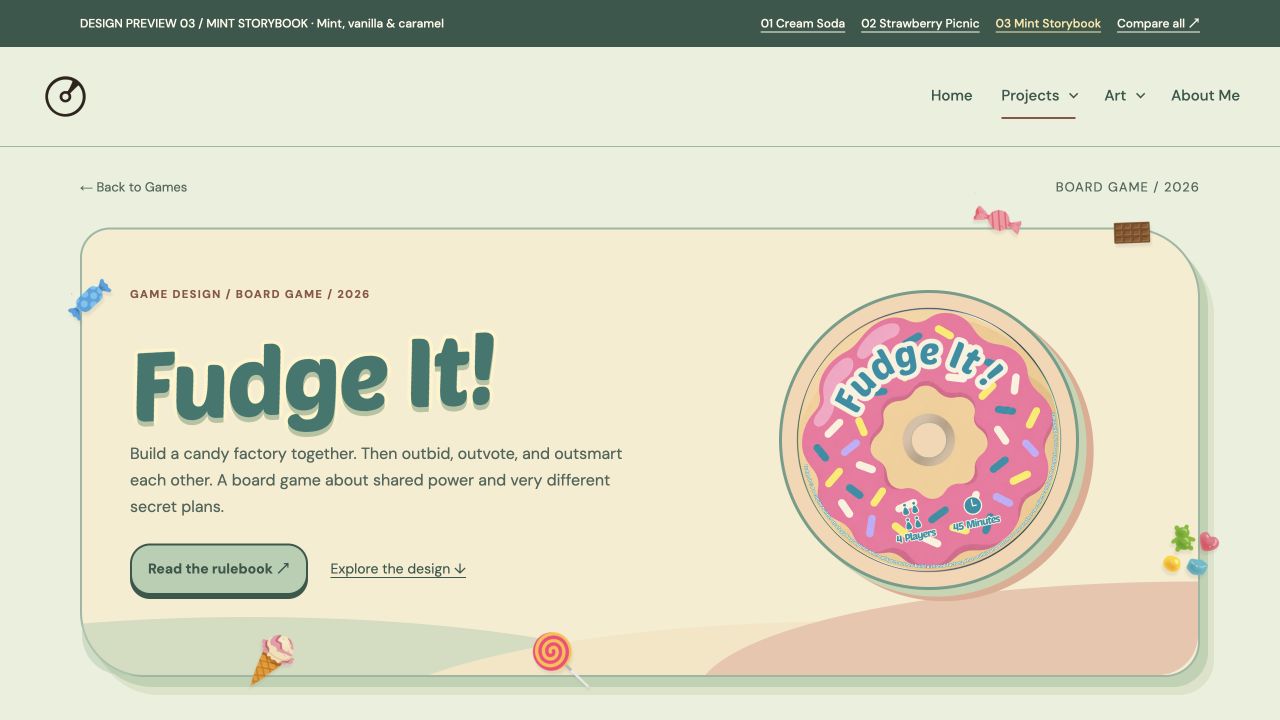 DESIGN PREVIEW 03 / MINT STORYBOOK · Mint, vanilla & caramel
01 Cream Soda
02 Strawberry Picnic
03 Mint Storybook
Compare all ↗
Home
Projects
Art
About Me
← Back to Games
BOARD GAME / 2026
GAME DESIGN / BOARD GAME / 2026
Fudge It!
Build a candy factory together. Then outbid, outvote, and outsmart
each other. A board game about shared power and very different
secret plans.
Read the rulebook ↗
Explore the design ↓
Fudge It!
4 Players
45 Minutes